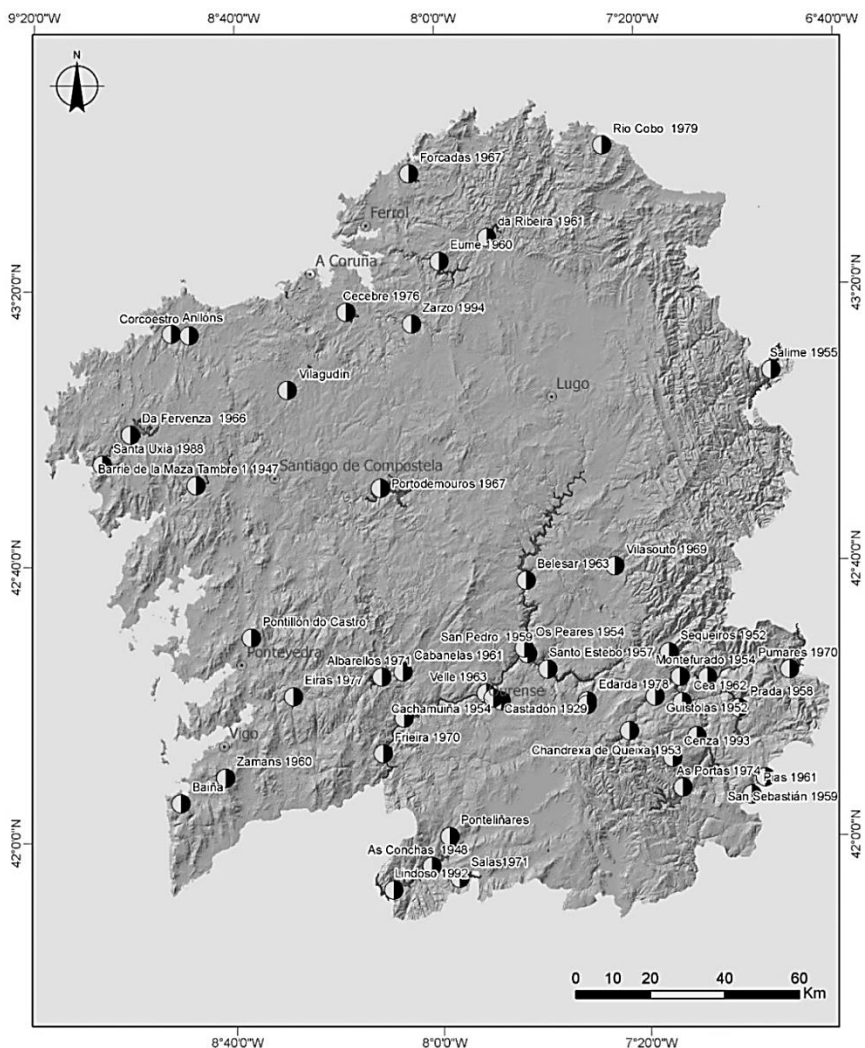 9°20'0"W 8°40'0"W 8°0'0"W 7°20'0"W 6°40'0"W
N
Rio Cobo 1979
Forcadas 1967
Ferrol
da Ribeira 1961
Eume 1960
A Coruña
43°20'0"N 43°20'0"N
Cecebre 1976
Zarzo 1994
Corcoestro Anllóns
Salime 1955
Vilagudin
Lugo
Da Fervenza 1966
Santa Uxia 1988
Santiago de Compostela
Barrie de la Maza Tambre 1 1947
Portodemouros 1967
42°40'0"N 42°40'0"N
Belesar 1963
Vilasouto 1969
Pontillón do Castro
San Pedro 1959
Os Peares 1954
Sequeiros 1952
Pontevedra
Albarellos 1971
Cabanelas 1961
Santo Estebo 1957
Montefurado 1954
Pumares 1970
Eiras 1977
Velle 1963
Ourense
Edarda 1978
Cea 1962
Prada 1958
Cachamuiña 1954
Castadón 1929
Guistolas 1952
Vigo
Frieira 1970
Chandrexa de Queixa 1953
Cenza 1993
Zamans 1960
As Portas 1974
Pias 1961
Baiña
San Sebastián 1959
42°0'0"N 42°0'0"N
Ponteliñares
As Conchas 1948
Salas1971
Lindoso 1992
0 10 20 40 60
Km
8°40'0"W 8°0'0"W 7°20'0"W